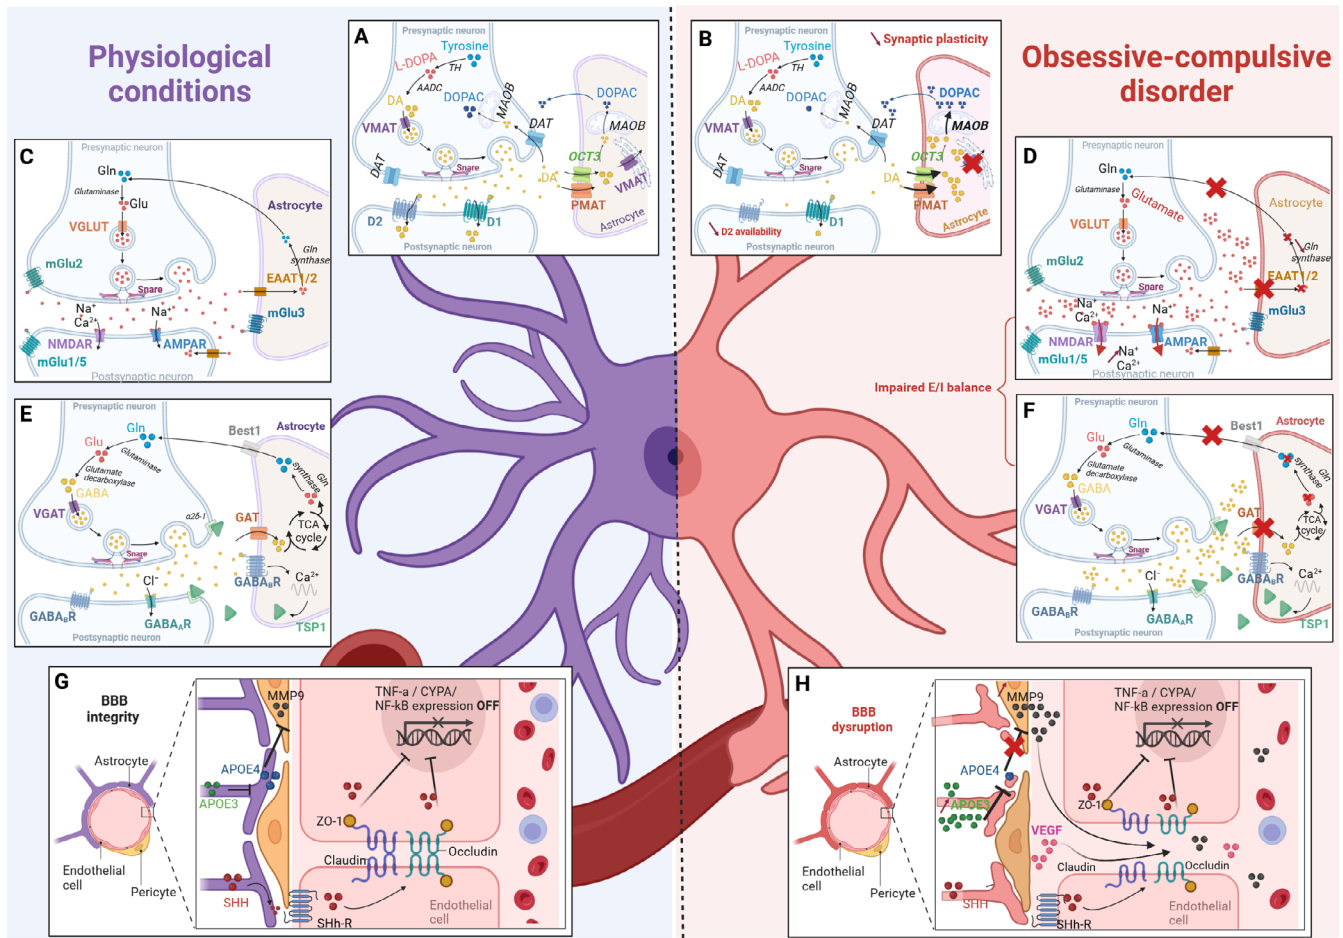 Physiological
conditions
Obsessive-compulsive
disorder
A
Presynaptic neuron
Tyrosine
L-DOPA
TH
AADC
DA
DOPAC
MAOB
DOPAC
VMAT
DAT
MAOB
DAT
Snare
OCT3
DA
VMAT
PMAT
D2
D1
Astrocyte
Postsynaptic neuron
B
Presynaptic neuron
Synaptic plasticity
Tyrosine
L-DOPA
TH
AADC
DA
DOPAC
MAOB
DOPAC
VMAT
DAT
MAOB
DAT
Snare
OCT3
DA
PMAT
D1
D2 availability
Astrocyte
Postsynaptic neuron
C
Presynaptic neuron
Gln
Glutaminase
Glu
Astrocyte
VGLUT
Gln
synthase
mGlu2
EAAT1/2
Snare
Na⁺
Ca²⁺
Na⁺
mGlu3
NMDAR
AMPAR
mGlu1/5
Postsynaptic neuron
D
Presynaptic neuron
Gln
Glutaminase
Glutamate
Astrocyte
VGLUT
Gln
synthase
mGlu2
EAAT1/2
Snare
Na⁺
Ca²⁺
Na⁺
mGlu3
NMDAR
AMPAR
mGlu1/5
Na⁺
Ca²⁺
Postsynaptic neuron
Impaired E/I balance
E
Presynaptic neuron
Gln
Best1
Astrocyte
Glu
Glutaminase
Glutamate
decarboxylase
Gln
synthase
GABA
VGAT
α2δ-1
GAT
TCA
cycle
Snare
GABA_BR
Ca²⁺
Cl⁻
GABA_BR
GABA_AR
TSP1
Postsynaptic neuron
F
Presynaptic neuron
Gln
Best1
Astrocyte
Glu
Glutaminase
Glutamate
decarboxylase
Gln
synthase
GABA
VGAT
GAT
TCA
cycle
Snare
GABA_BR
Ca²⁺
Cl⁻
GABA_BR
GABA_AR
TSP1
Postsynaptic neuron
G
BBB
integrity
Astrocyte
Endothelial
cell
Pericyte
MMP9
TNF-a / CYPA/
NF-kB expression OFF
APOE4
APOE3
ZO-1
Claudin
Occludin
SHH
SHh-R
Endothelial
cell
H
BBB
disruption
Astrocyte
Endothelial
cell
Pericyte
MMP9
TNF-a / CYPA/
NF-kB expression OFF
APOE4
APOE3
ZO-1
VEGF
Claudin
Occludin
SHH
SHh-R
Endothelial
cell